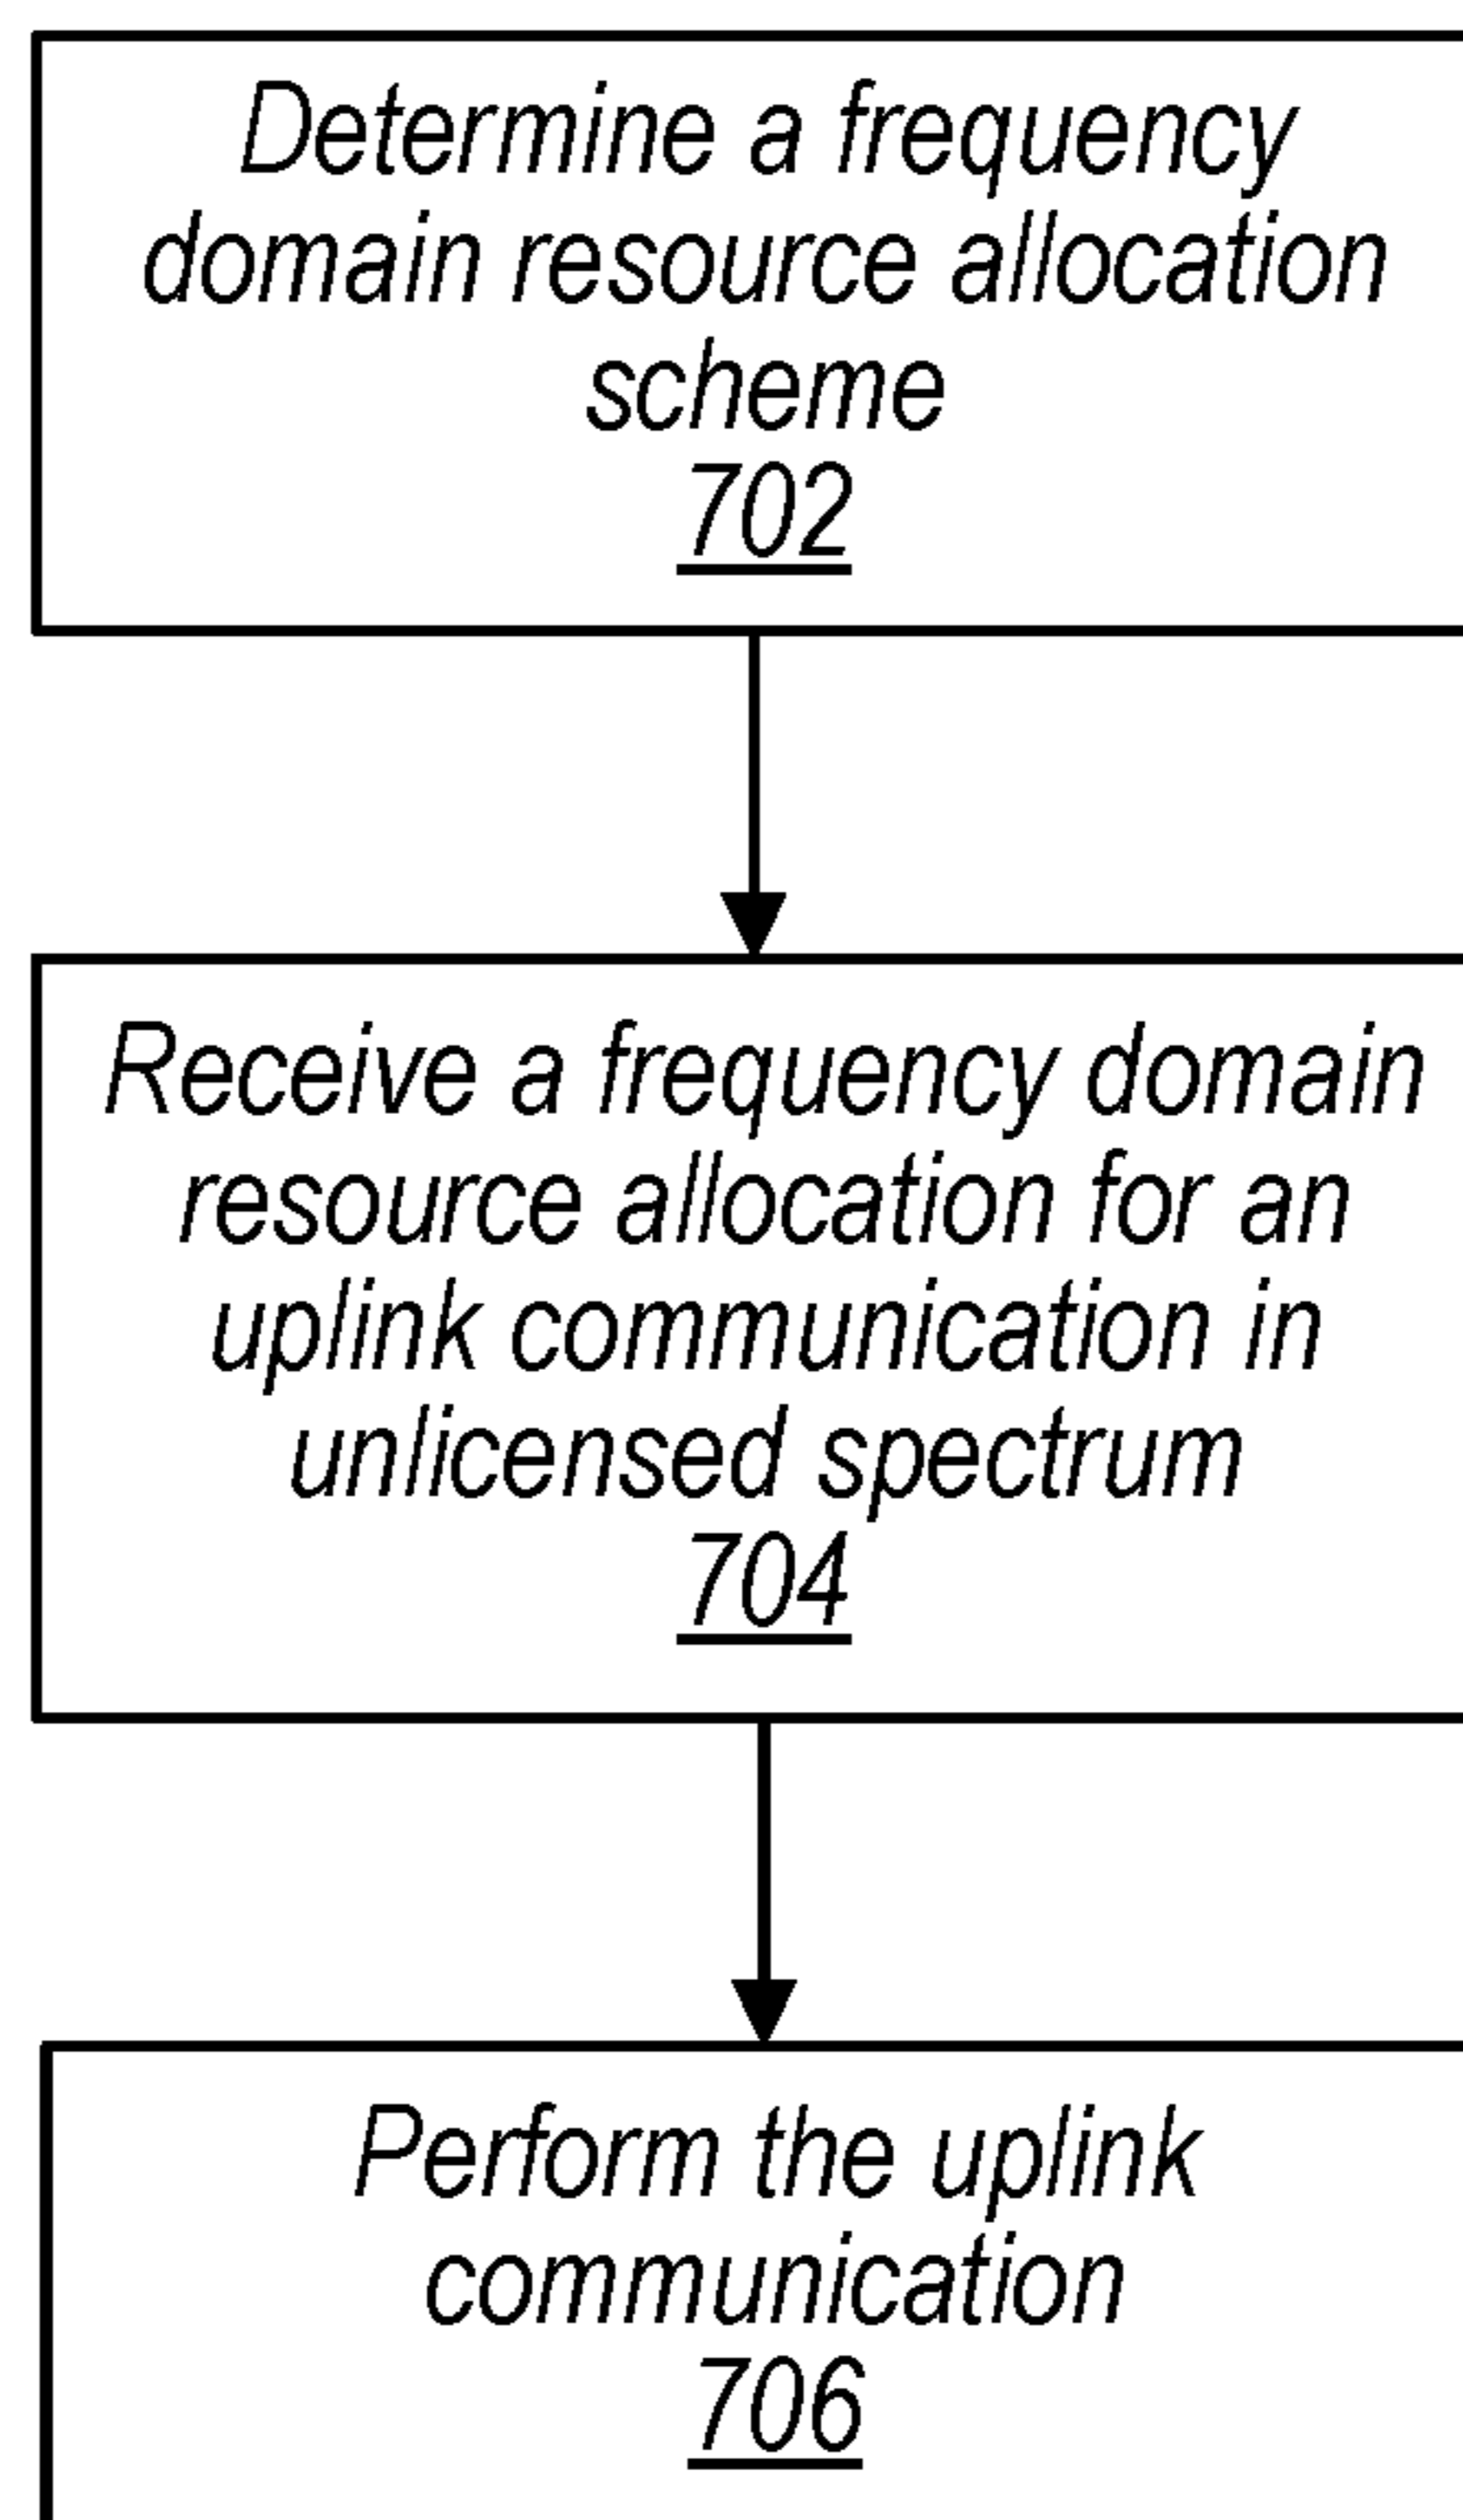 Determine a frequency
domain resource allocation
scheme
702
Receive a frequency domain
resource allocation for an
uplink communication in
unlicensed spectrum
704
Perform the uplink
communication
706